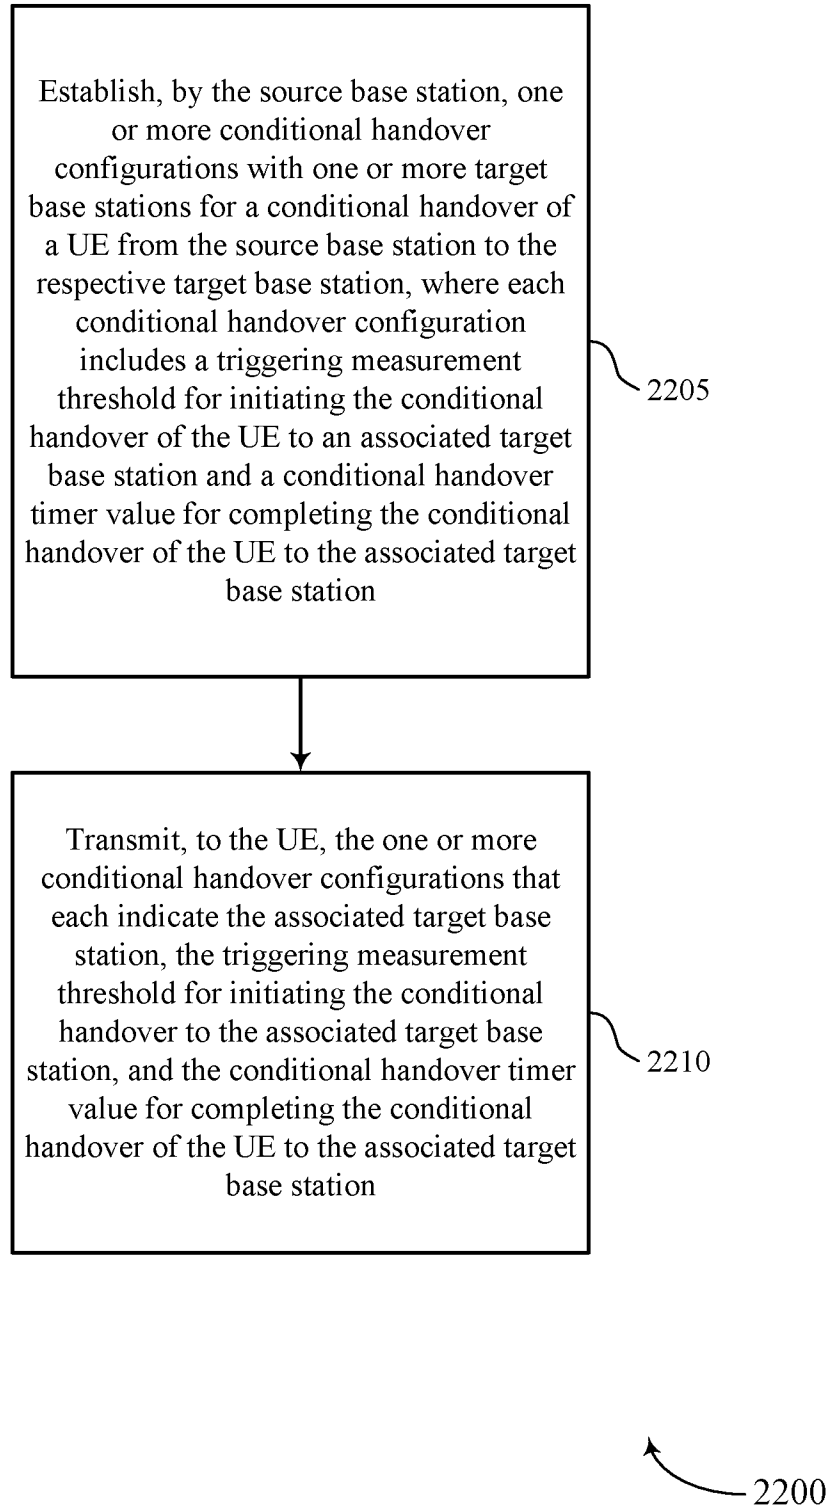 Establish, by the source base station, one
or more conditional handover
configurations with one or more target
base stations for a conditional handover of
a UE from the source base station to the
respective target base station, where each
conditional handover configuration
includes a triggering measurement
threshold for initiating the conditional
handover of the UE to an associated target
base station and a conditional handover
timer value for completing the conditional
handover of the UE to the associated target
base station
2205
Transmit, to the UE, the one or more
conditional handover configurations that
each indicate the associated target base
station, the triggering measurement
threshold for initiating the conditional
handover to the associated target base
station, and the conditional handover timer
value for completing the conditional
handover of the UE to the associated target
base station
2210
2200